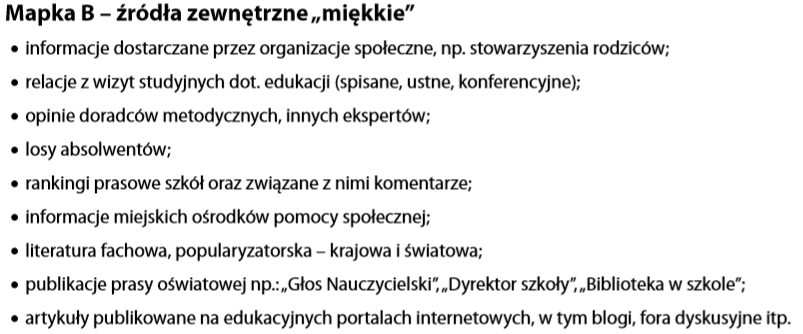 Mapka B – źródła zewnętrzne „miękkie”
• informacje dostarczane przez organizacje społeczne, np. stowarzyszenia rodziców;
• relacje z wizyt studyjnych dot. edukacji (spisane, ustne, konferencyjne);
• opinie doradców metodycznych, innych ekspertów;
• losy absolwentów;
• rankingi prasowe szkół oraz związane z nimi komentarze;
• informacje miejskich ośrodków pomocy społecznej;
• literatura fachowa, popularyzatorska – krajowa i światowa;
• publikacje prasy oświatowej np.: „Głos Nauczycielski”, „Dyrektor szkoły”, „Biblioteka w szkole”;
• artykuły publikowane na edukacyjnych portalach internetowych, w tym blogi, fora dyskusyjne itp.